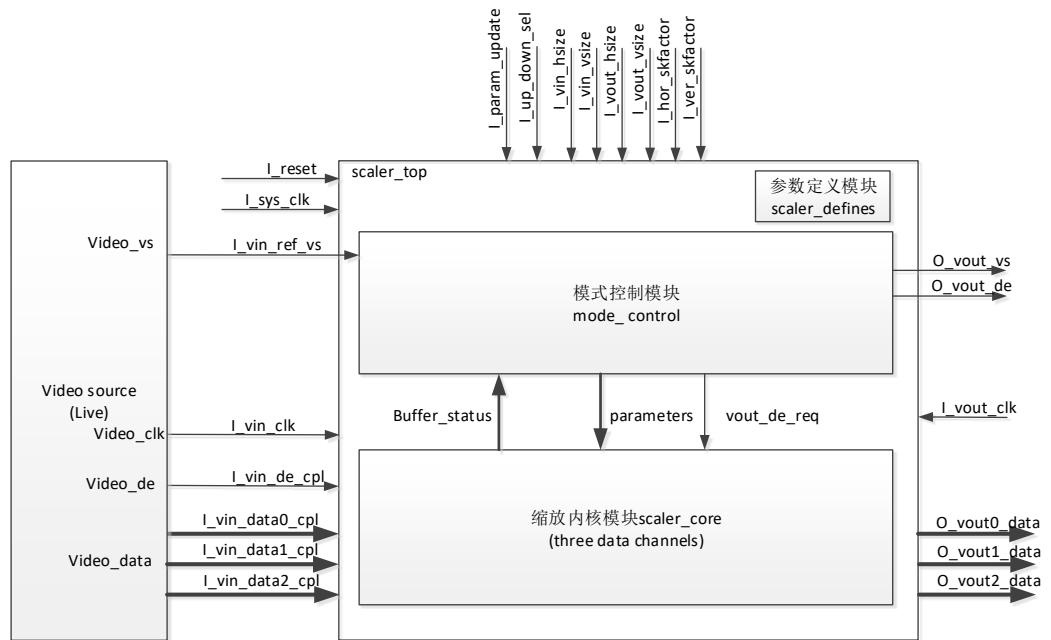 I_param_update
I_up_down_sel
I_vin_hsize
I_vin_vsize
I_vout_hsize
I_vout_vsize
I_hor_skfactor
I_ver_skfactor
I_reset
scaler_top
参数定义模块
scaler_defines
I_sys_clk
Video_vs
I_vin_ref_vs
模式控制模块
mode_ control
O_vout_vs
O_vout_de
Video source
(Live)
Video_clk
I_vin_clk
Buffer_status
parameters
vout_de_req
I_vout_clk
Video_de
I_vin_de_cpl
缩放内核模块scaler_core
(three data channels)
Video_data
I_vin_data0_cpl
I_vin_data1_cpl
I_vin_data2_cpl
O_vout0_data
O_vout1_data
O_vout2_data